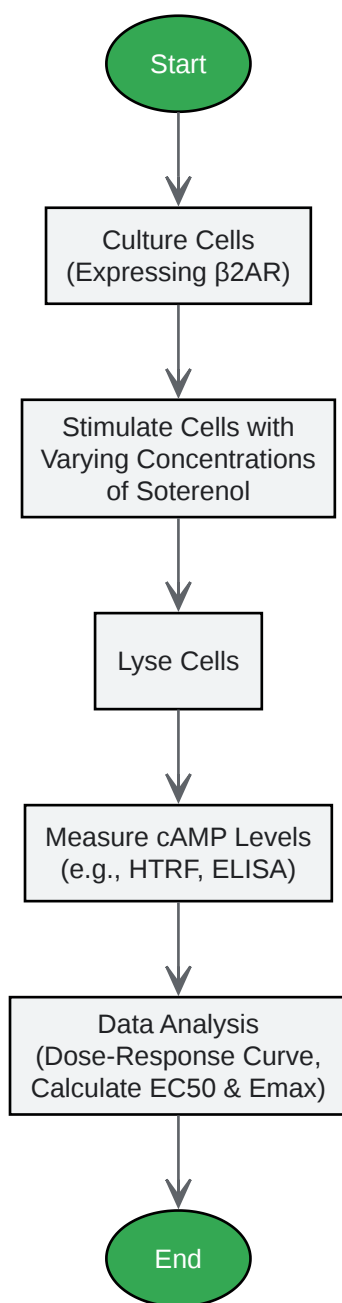 Start
Culture Cells
(Expressing β2AR)
Stimulate Cells with
Varying Concentrations
of Soterenol
Lyse Cells
Measure cAMP Levels
(e.g., HTRF, ELISA)
Data Analysis
(Dose-Response Curve,
Calculate EC50 & Emax)
End